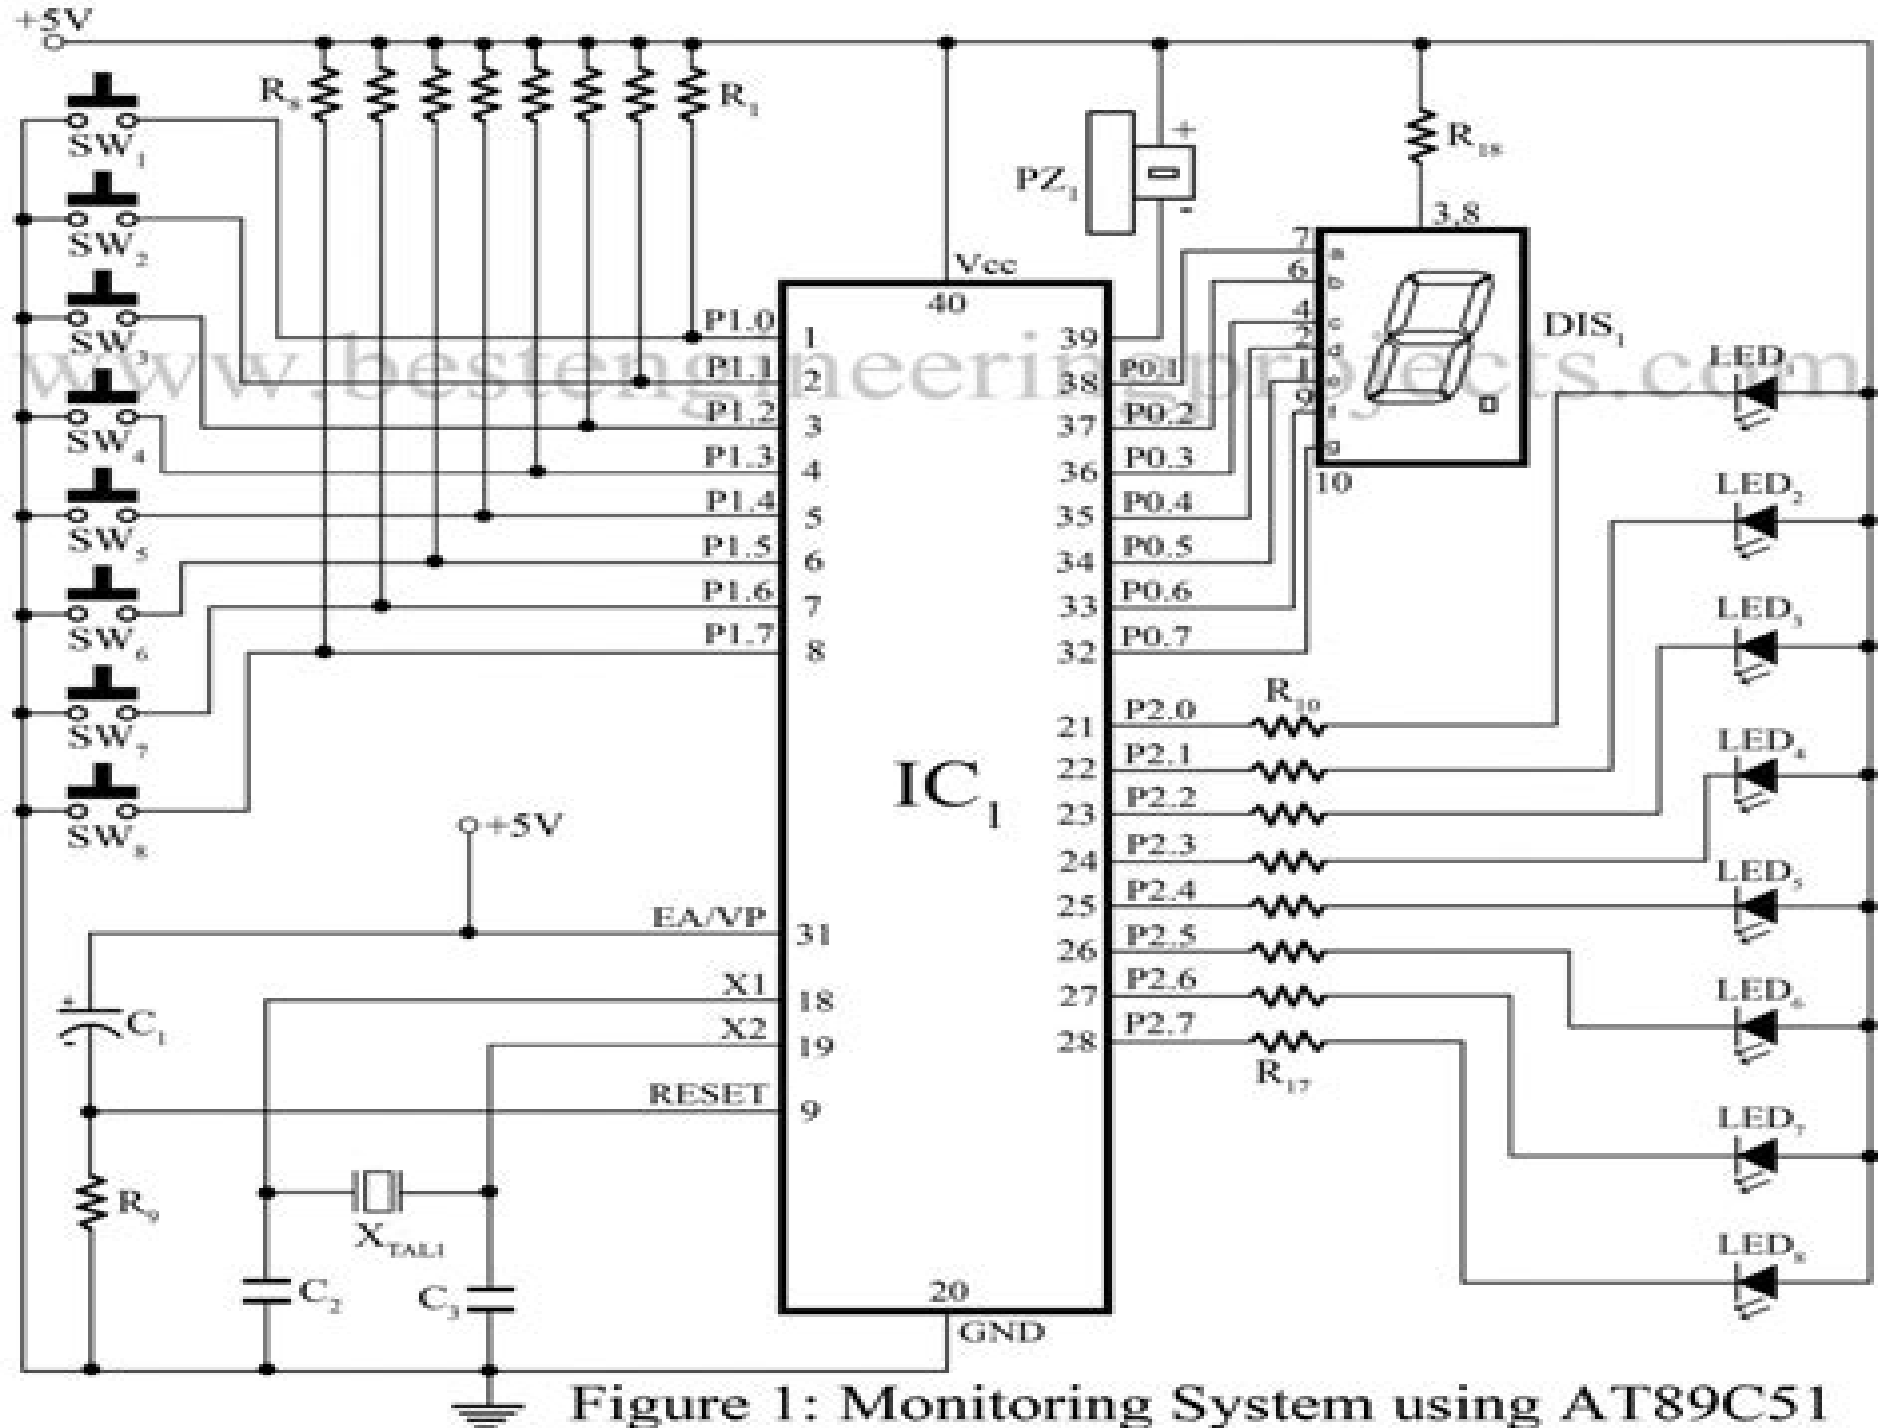 +5V
R8
R1
SW1
SW2
SW3
SW4
SW5
SW6
SW7
SW8
PZ1
+
-
R18
3,8
7
6
4
2
1
9
10
a
b
c
d
e
f
g
DIS1
Vcc
40
P1.0
1
P1.1
2
P1.2
3
P1.3
4
P1.4
5
P1.5
6
P1.6
7
P1.7
8
39
38 P0.1
37 P0.2
36 P0.3
35 P0.4
34 P0.5
33 P0.6
32 P0.7
21 P2.0
22 P2.1
23 P2.2
24 P2.3
25 P2.4
26 P2.5
27 P2.6
28 P2.7
R10
R17
LED1
LED2
LED3
LED4
LED5
LED6
LED7
LED8
IC1
+5V
EA/VP
31
X1
18
X2
19
RESET
9
+
C1
R9
XTAL1
C2
C3
20
GND
www.bestengineeringprojects.com
Figure 1: Monitoring System using AT89C51